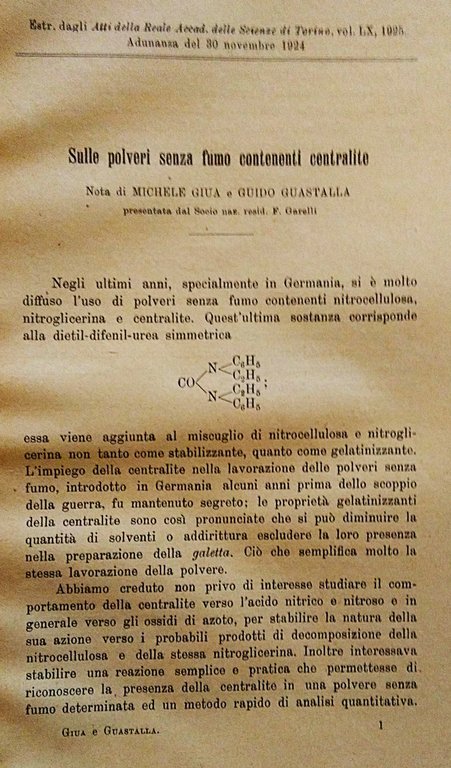 Estr. dagli Atti della Reale Accad. delle Scienze di Torino, vol. LX, 1925.
Adunanza del 30 novembre 1924
Sulle polveri senza fumo contenenti centralite
Nota di MICHELE GIUA e GUIDO GUASTALLA
presentata dal Socio naz. resid. F. Garelli
Negli ultimi anni, specialmente in Germania, si è molto
diffuso l'uso di polveri senza fumo contenenti nitrocellulosa,
nitroglicerina e centralite. Quest'ultima sostanza corrisponde
alla dietil-difenil-urea simmetrica
CO<N<C₆H₅ C₂H₅ N<C₂H₅ C₆H₅;
essa viene aggiunta al miscuglio di nitrocellulosa e nitrogli-
cerina non tanto come stabilizzante, quanto come gelatinizzante.
L'impiego della centralite nella lavorazione delle polveri senza
fumo, introdotto in Germania alcuni anni prima dello scoppio
della guerra, fu mantenuto segreto; le proprietà gelatinizzanti
della centralite sono così pronunciate che si può diminuire la
quantità di solventi o addirittura escludere la loro presenza
nella preparazione della galetta. Ciò che semplifica molto la
stessa lavorazione della polvere.
Abbiamo creduto non privo di interesse studiare il com-
portamento della centralite verso l'acido nitrico e nitroso e in
generale verso gli ossidi di azoto, per stabilire la natura della
sua azione verso i probabili prodotti di decomposizione della
nitrocellulosa e della stessa nitroglicerina. Inoltre interessava
stabilire una reazione semplice e pratica che permettesse di
riconoscere la presenza della centralite in una polvere senza
fumo determinata ed un metodo rapido di analisi quantitativa.
GIUA e GUASTALLA. 1